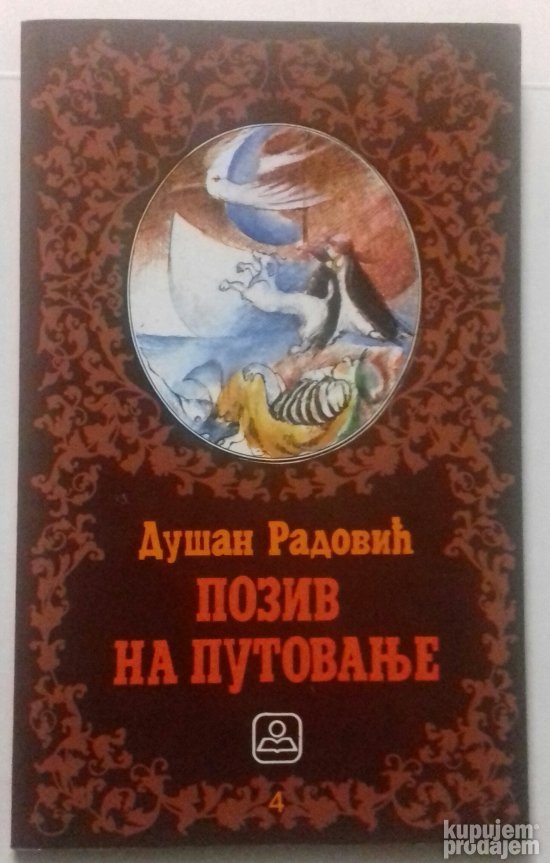 Душан Радовић
ПОЗИВ
НА ПУТОВАЊЕ
4
kupujem
prodajem